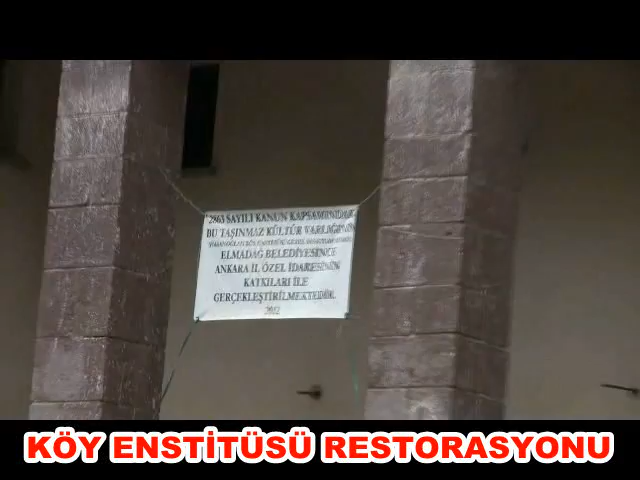 2863 SAYILI KANUN KAPSAMINDAKİ
BU TAŞINMAZ KÜLTÜR VARLIĞININ
ELMADAĞ BELEDİYESİNCE
ANKARA İL ÖZEL İDARESİNİN
KATKILARI İLE
GERÇEKLEŞTİRİLMEKTEDİR.
2012
KÖY ENSTİTÜSÜ RESTORASYONU